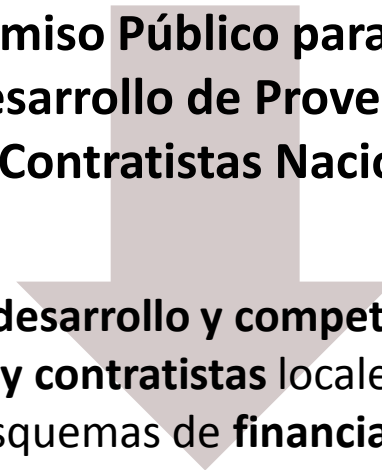 miso Público para
esarrollo de Prove
Contratistas Nacio
desarrollo y compet
y contratistas locale
squemas de financia